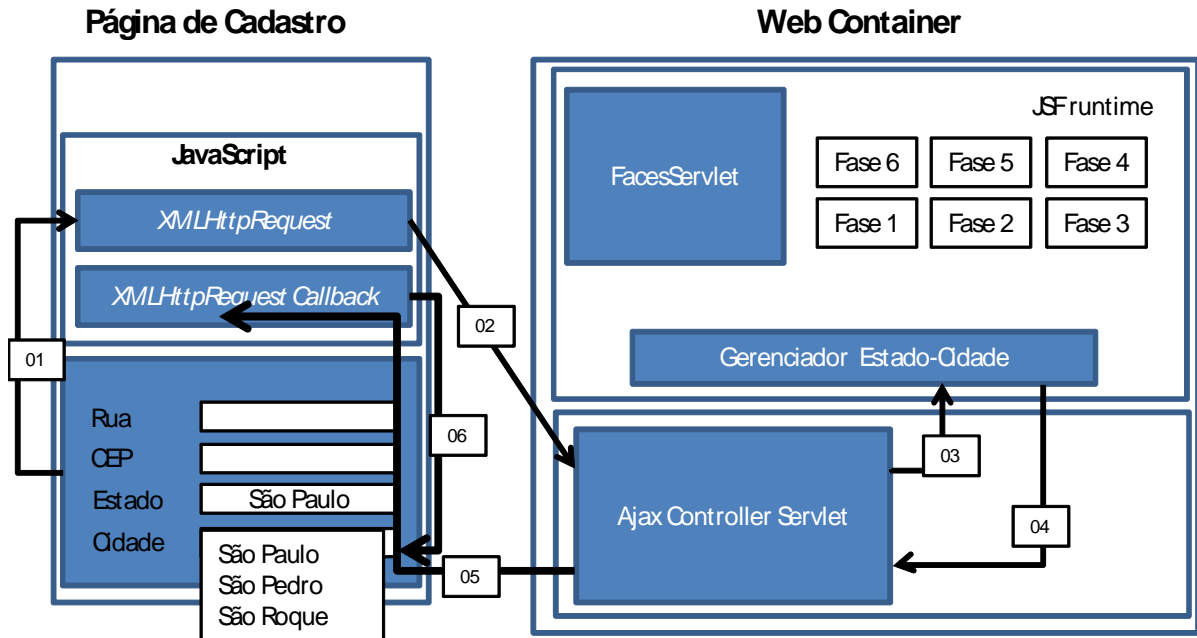 Página de Cadastro
Web Container
JavaScript
XMLHttpRequest
XMLHttpRequest Callback
01
02
Rua
CEP
Estado
São Paulo
Cidade
São Paulo
São Pedro
São Roque
06
05
JSF runtime
FacesServlet
Fase 6
Fase 5
Fase 4
Fase 1
Fase 2
Fase 3
Gerenciador Estado-Cidade
03
Ajax Controller Servlet
04